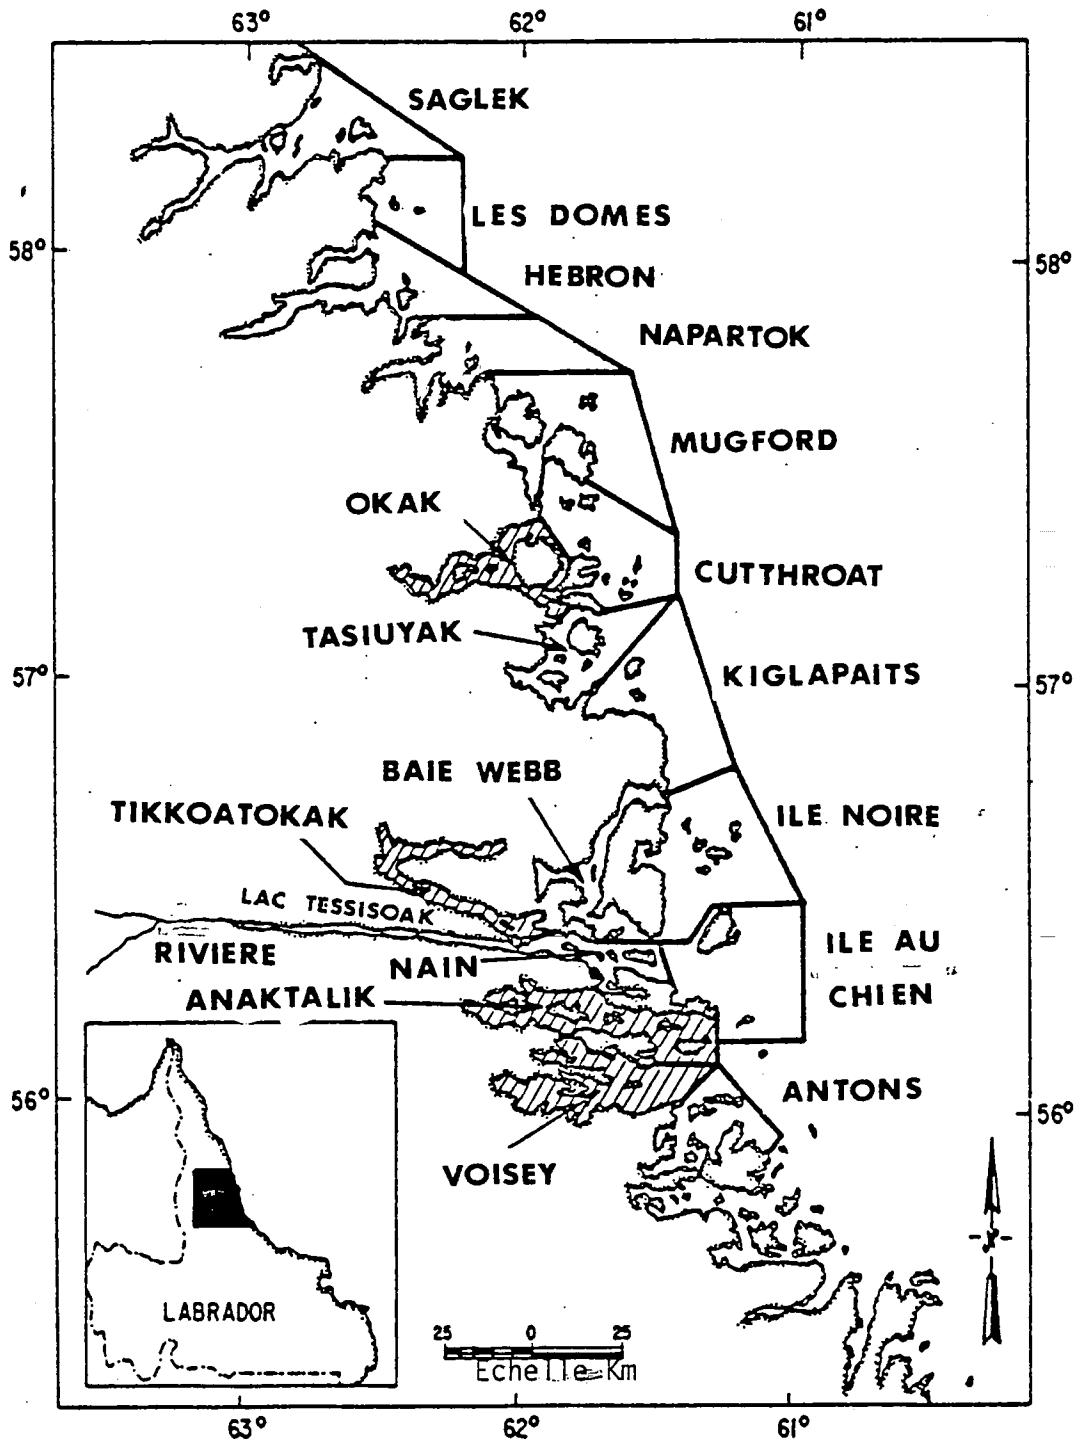 63° 62° 61°
SAGLEK
LES DOMES
58° 58°
HEBRON
NAPARTOK
MUGFORD
OKAK
CUTTHROAT
TASIUYAK
57° 57°
KIGLAPAITS
BAIE WEBB
TIKKOATOKAK
ILE NOIRE
LAC TESSISOAK
RIVIERE
ILE AU
CHIEN
NAIN
ANAKTALIK
56° 56°
ANTONS
VOISEY
LABRADOR
25 0 25
Echelle Km
63° 62° 61°